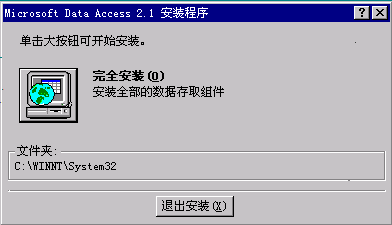 Microsoft Data Access 2.1 安装程序
单击大按钮可开始安装。
完全安装(O)
安装全部的数据存取组件
文件夹:
C:\WINNT\System32
退出安装(X)